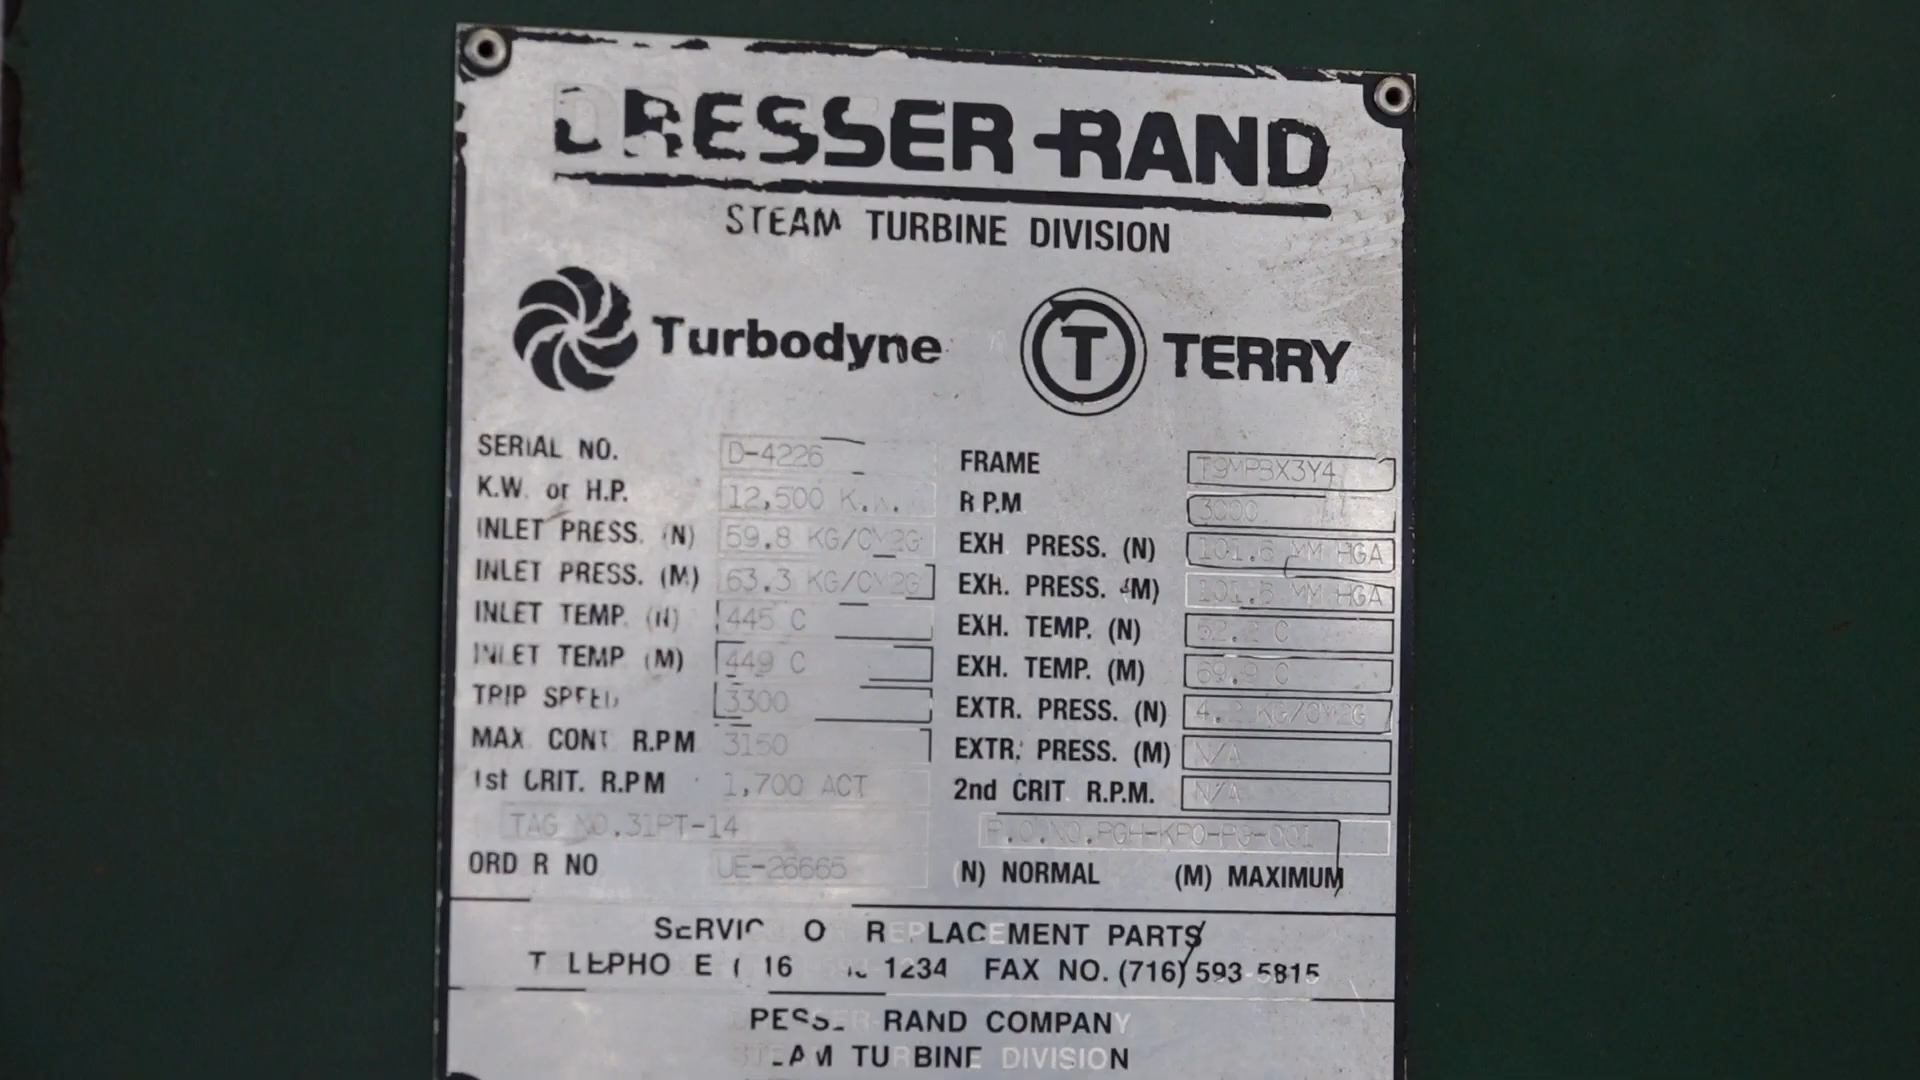 DRESSER-RAND
STEAM TURBINE DIVISION
Turbodyne T TERRY
SERIAL NO. D-4226 FRAME T9MPBX3Y4
K.W. or H.P. 12,500 K.W. R.P.M 3000
INLET PRESS. (N) 59.8 KG/CM2G EXH. PRESS. (N) 101.6 MM HGA
INLET PRESS. (M) 63.3 KG/CM2G EXH. PRESS. (M) 101.6 MM HGA
INLET TEMP. (N) 445 C EXH. TEMP. (N) C
INLET TEMP. (M) 449 C EXH. TEMP. (M) 69.9 C
TRIP SPEED 3300 EXTR. PRESS. (N) 4.2 KG/CM2G
MAX. CONT. R.PM 3150 EXTR. PRESS. (M) N/A
1st CRIT. R.PM 1,700 ACT 2nd CRIT. R.P.M. N/A
TAG NO.31PT-14 P.O.NO.PGH-KPO-PG-001
ORD R NO UE-26665 (N) NORMAL (M) MAXIMUM
SERVICE OR REPLACEMENT PARTS
TELEPHONE (716) 593-1234 FAX NO. (716) 593-5815
DRESSER-RAND COMPANY
STEAM TURBINE DIVISION